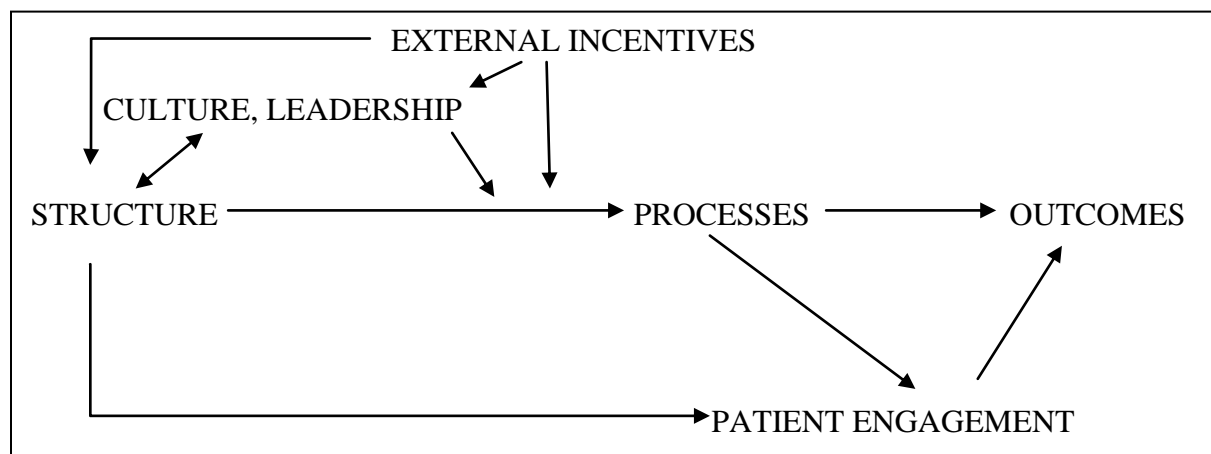 EXTERNAL INCENTIVES
CULTURE, LEADERSHIP
STRUCTURE PROCESSES OUTCOMES
PATIENT ENGAGEMENT